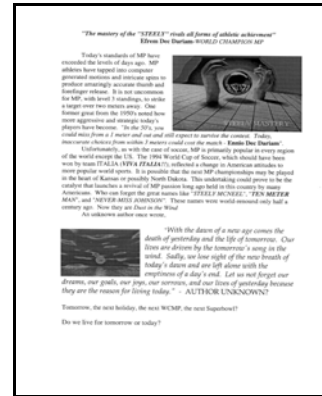 "The mastery of the "STEELY" rivals all forms of athletic achievement"
Efrem Dee Duriam-WORLD CHAMPION MP
Today's standards of MP have
exceeded the levels of days ago. MP
athletes have tapped into computer
generated motions and intricate spins to
produce amazingly accurate thumb and
forefinger release. It is not uncommon
for MP, with level 3 standings, to strike
a target over two meters away. One
former great from the 1950's noted how
more aggressive and strategic today's
players have become. "In the 50's, you
could miss from a 1 meter and out and still expect to survive the contest. Today,
inaccurate choices from within 3 meters could cost the match - Ennio Doe Duriam"
Unfortunately, as with the case of soccer, MP is primarily popular in every region
of the world except the US. The 1994 World Cup of Soccer, which should have been
won by team ITALIA (VIVA ITALIA!!), reflected a change in American attitudes to
more popular world sports. It is possible that the next MP championships may be played
in the heart of Kansas or possibly North Dakota. This undertaking could prove to be the
catalyst that launches a revival of MP passion long ago held in this country by many
Americans. Who can forget the great names like "STEELY MCNEEL", "TEN METER
MAN", and "NEVER-MISS JOHNSON" These names were world-renowned only half a
century ago. Now they are Dust in the Wind
An unknown author once wrote,
"With the dawn of a new age comes the
death of yesterday and the life of tomorrow. Our
lives are driven by the tomorrow's song in the
wind. Sadly, we lose sight of the new breath of
today's dawn and are left alone with the
emptiness of a day's end. Let us not forget our
dreams, our goals, our joys, our sorrows, and our lives of yesterday because
they are the reason for living today." - AUTHOR UNKNOWN?
Tomorrow, the next holiday, the next WCMP, the next Superbowl?
Do we live for tomorrow or today?